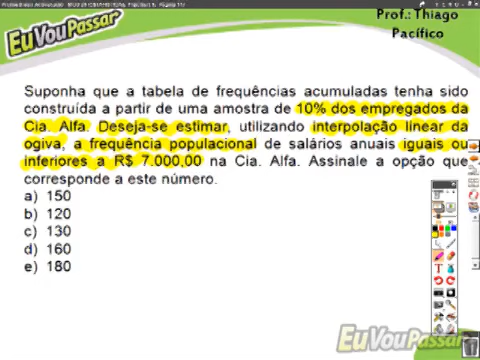 Prof.: Thiago
Pacífico
EuVouPassar
Suponha que a tabela de frequências acumuladas tenha sido
construída a partir de uma amostra de 10% dos empregados da
Cia. Alfa. Deseja-se estimar, utilizando interpolação linear da
ogiva, a frequência populacional de salários anuais iguais ou
inferiores a R$ 7.000,00 na Cia. Alfa. Assinale a opção que
corresponde a este número.
a) 150
b) 120
c) 130
d) 160
e) 180
EuVouPassar